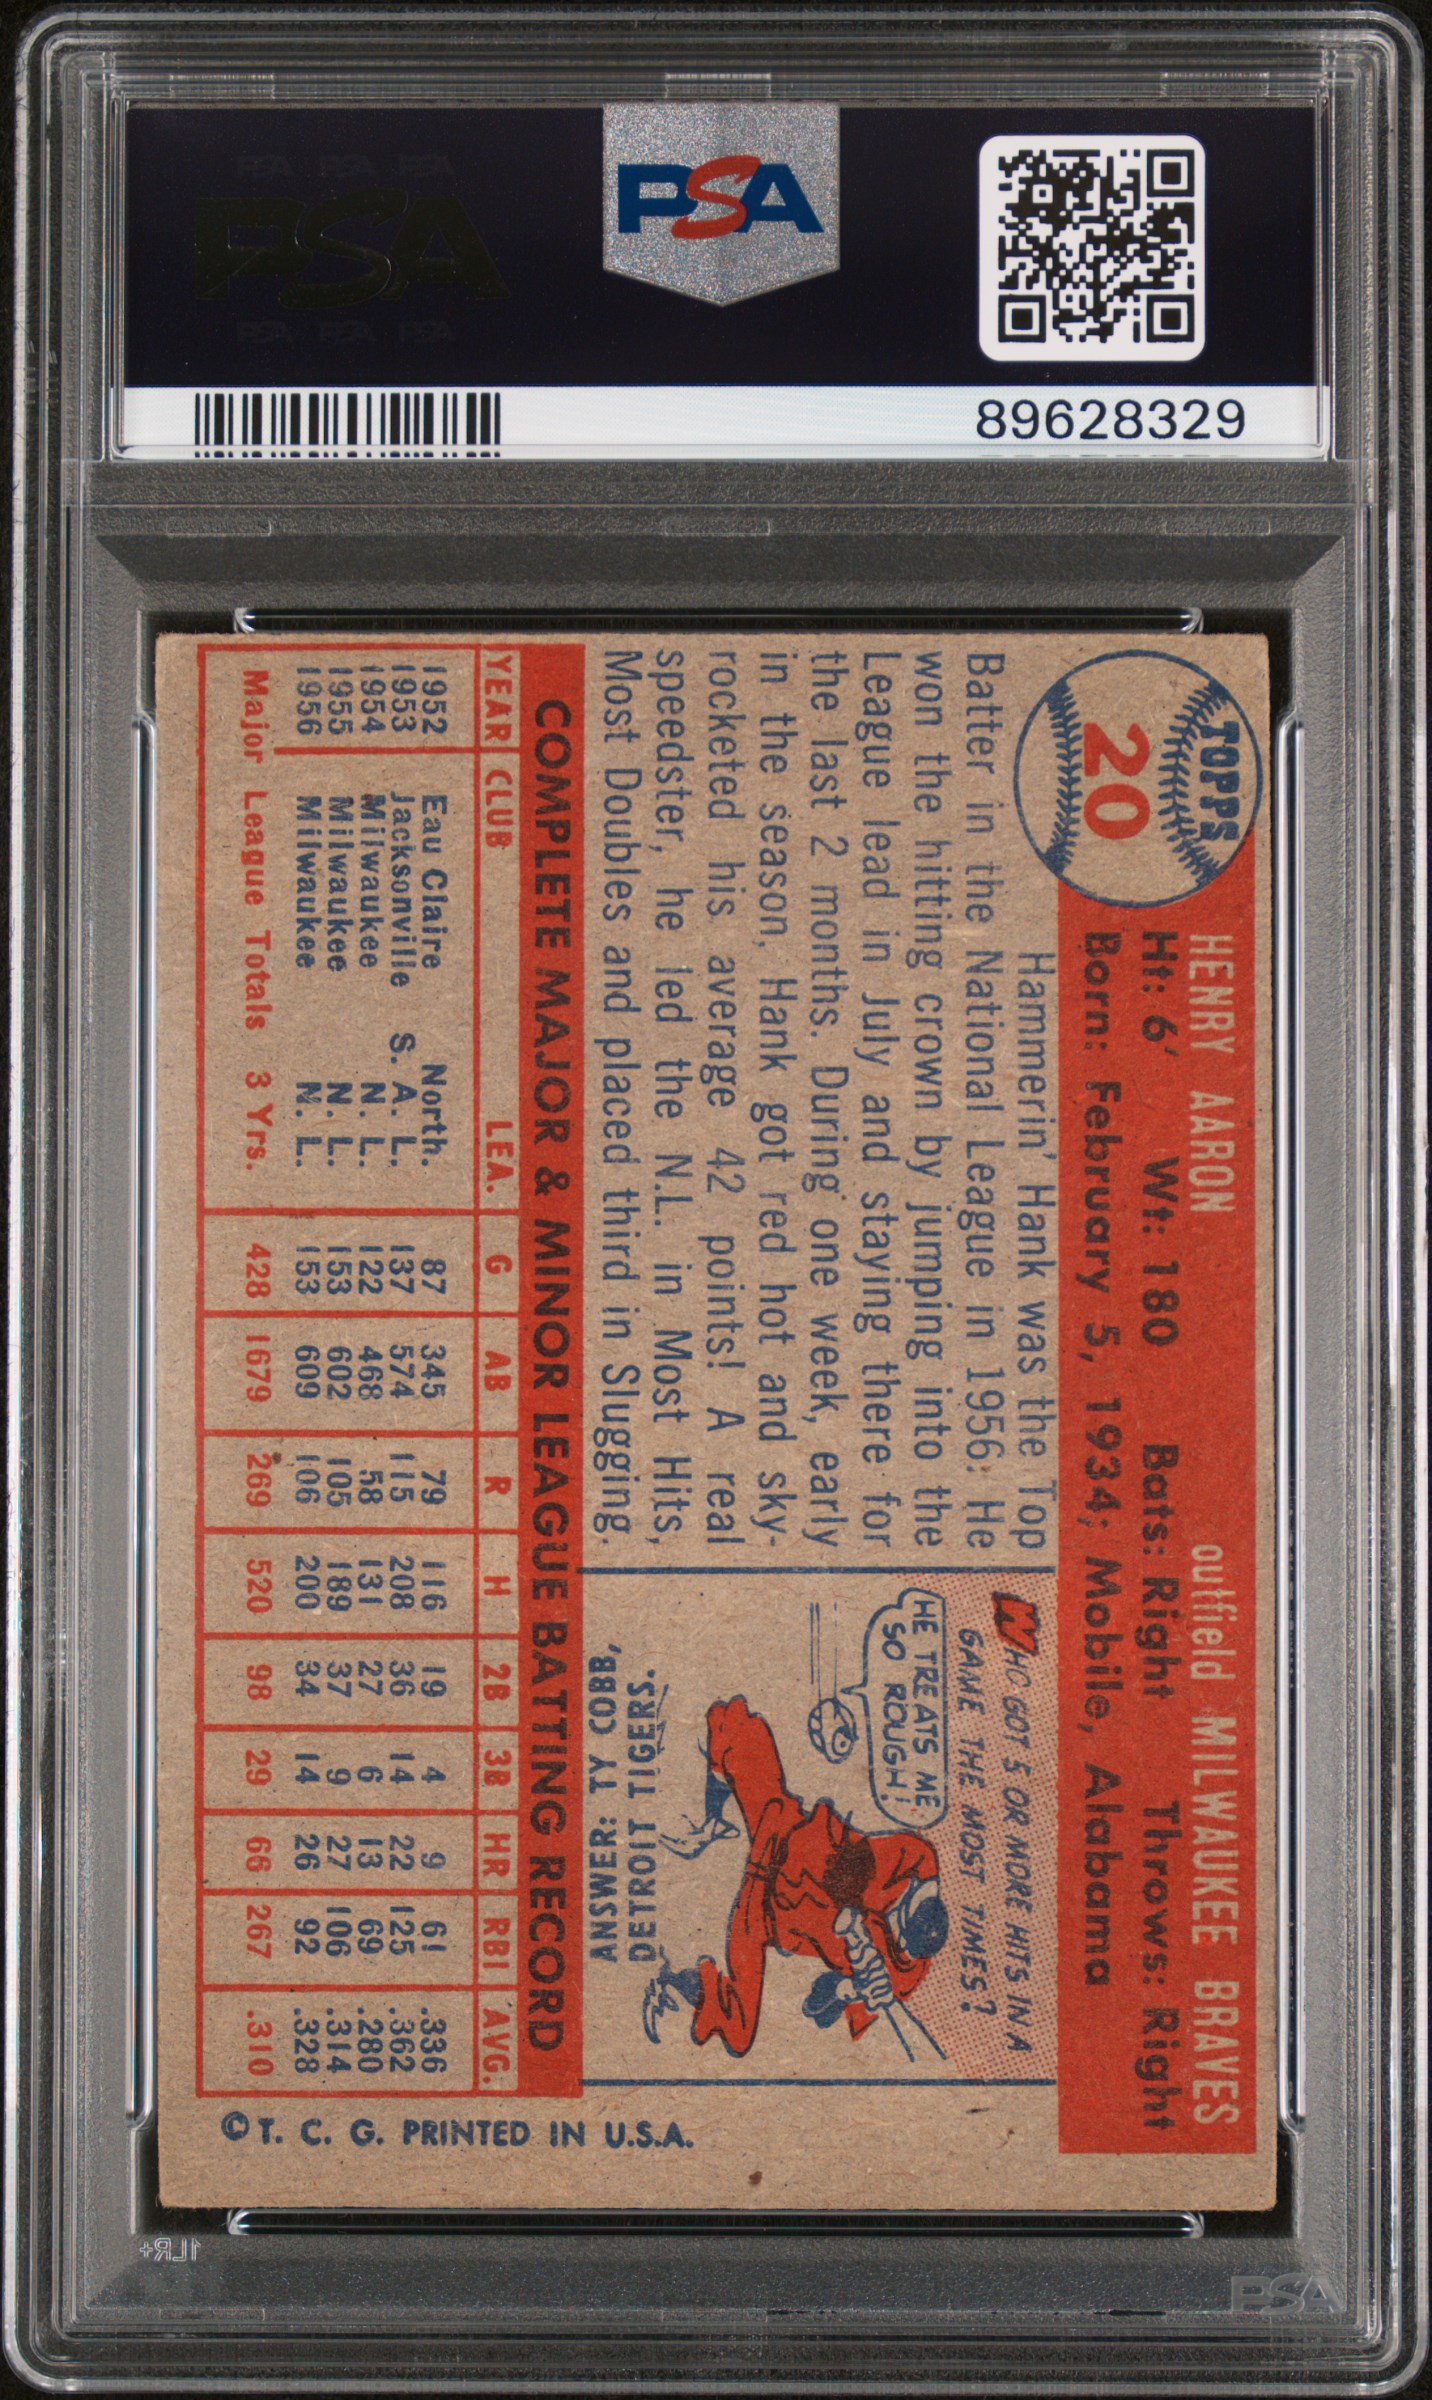 PSA PSA PSA
PSA
PSA PSA PSA
PSA
89628329
TOPPS
20
HENRY AARON outfield MILWAUKEE BRAVES
Ht: 6' Wt: 180 Bats: Right Throws: Right
Born: February 5, 1934; Mobile, Alabama
Hammerin' Hank was the Top
Batter in the National League in 1956. He
won the hitting crown by jumping into the
League lead in July and staying there for
the last 2 months. During one week, early
in the season, Hank got red hot and sky-
rocketed his average 42 points! A real
speedster, he led the N.L. in Most Hits,
Most Doubles and placed third in Slugging.
WHO GOT 5 OR MORE HITS IN A
GAME THE MOST TIMES?
HE TREATS ME
SO ROUGH!
ANSWER: TY COBB,
DETROIT TIGERS.
COMPLETE MAJOR & MINOR LEAGUE BATTING RECORD
YEAR CLUB LEA. G AB R H 2B 3B HR RBI AVG.
1952 Eau Claire North. 87 345 79 116 19 4 9 61 .336
1953 Jacksonville S. A. L. 137 574 115 208 36 14 22 125 .362
1954 Milwaukee N. L. 122 468 58 131 27 6 13 69 .280
1955 Milwaukee N. L. 153 602 105 189 37 9 27 106 .314
1956 Milwaukee N. L. 153 609 106 200 34 14 26 92 .328
Major League Totals 3 Yrs. 428 1679 269 520 98 29 66 267 .310
© T. C. G. PRINTED IN U.S.A.
1LR+
PSA